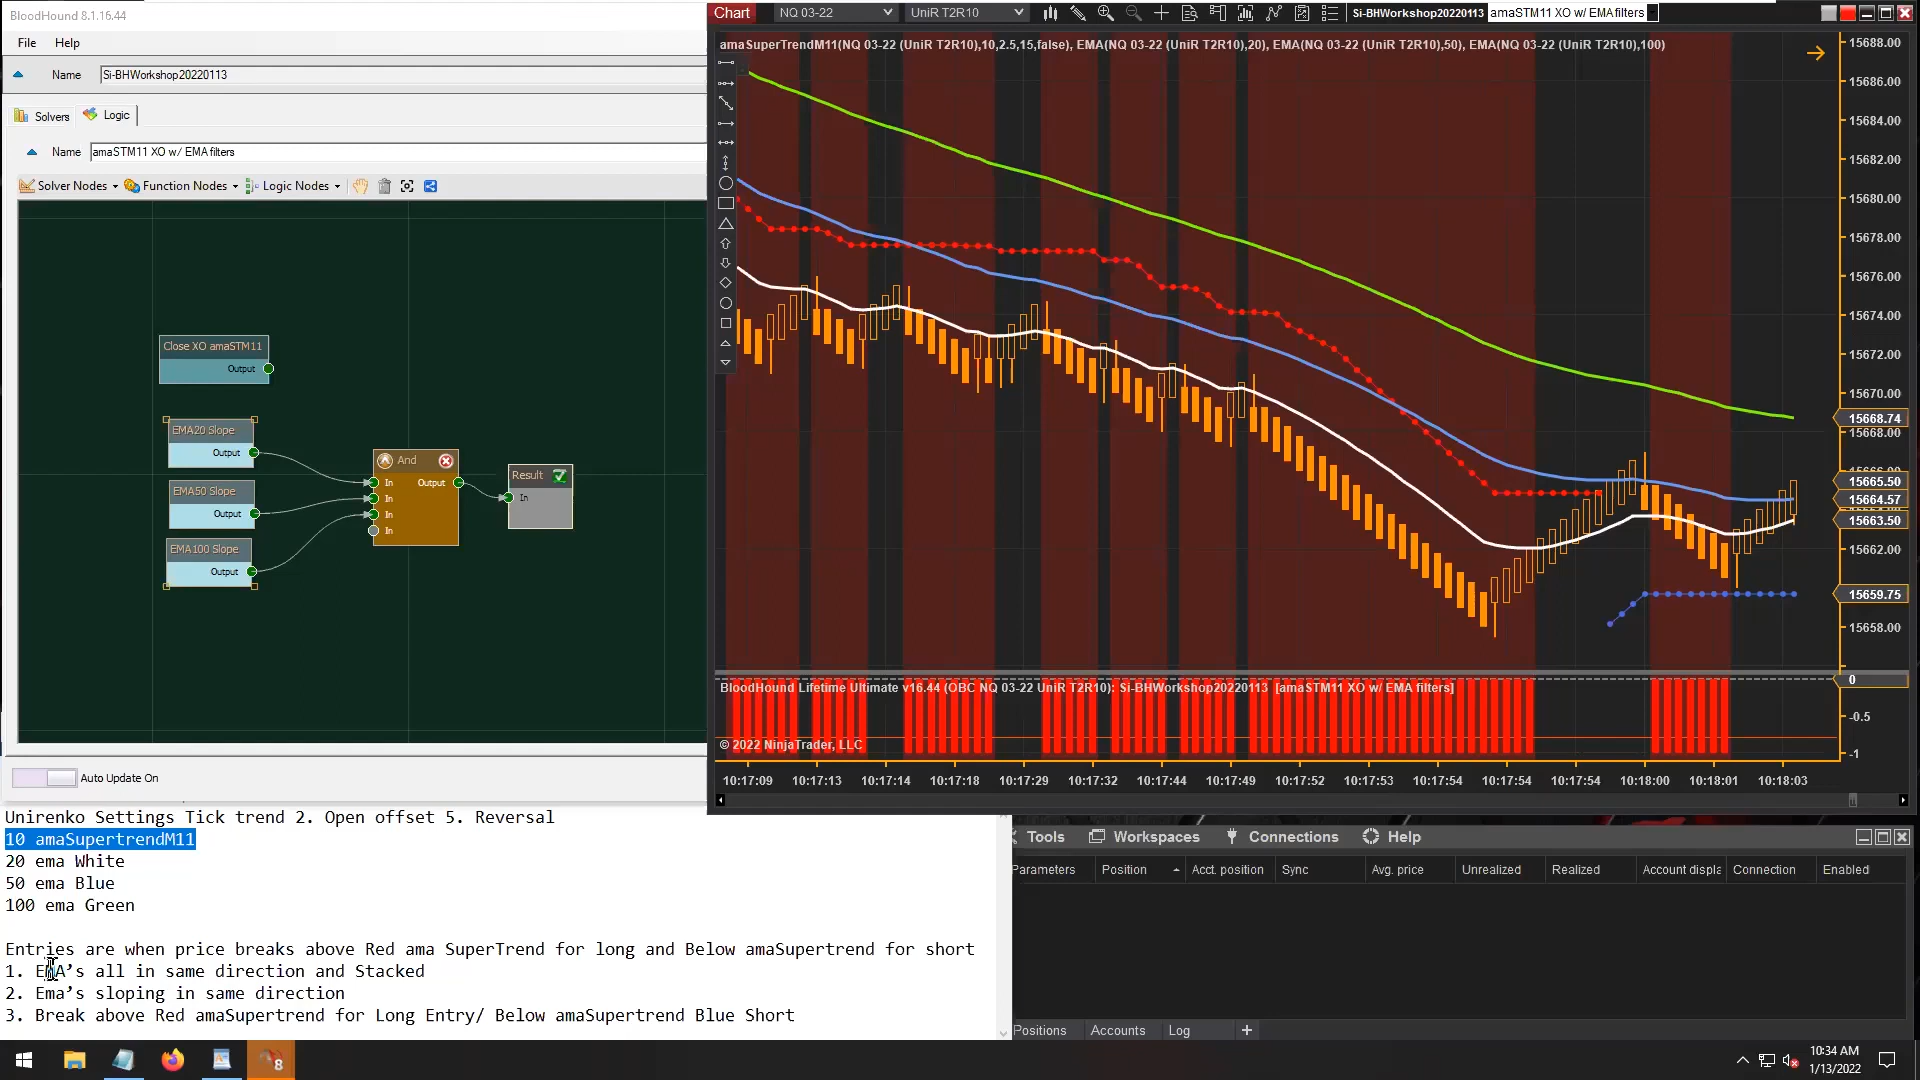 BloodHound 8.1.16.44
File Help
Name Si-BHWorkshop20220113
Solvers Logic
Name amaSTM11 XO w/ EMA filters
Solver Nodes Function Nodes Logic Nodes
Close XO amaSTM11
Output
EMA20 Slope
Output
EMA50 Slope
Output
EMA100 Slope
Output
And
In Output
In
In
In
Result
In
Auto Update On
Chart NQ 03-22 UniR T2R10 Si-BHWorkshop20220113 amaSTM11 XO w/ EMA filters
amaSuperTrendM11(NQ 03-22 (UniR T2R10),10,2.5,15,false), EMA(NQ 03-22 (UniR T2R10),20), EMA(NQ 03-22 (UniR T2R10),50), EMA(NQ 03-22 (UniR T2R10),100)
15688.00
15686.00
15684.00
15682.00
15680.00
15678.00
15676.00
15674.00
15672.00
15670.00
15668.74
15668.00
15666.00
15665.50
15664.57
15663.50
15662.00
15659.75
15658.00
BloodHound Lifetime Ultimate v16.44 (OBC NQ 03-22 UniR T2R10): Si-BHWorkshop20220113 [amaSTM11 XO w/ EMA filters]
0
-0.5
-1
© 2022 NinjaTrader, LLC
10:17:09 10:17:13 10:17:14 10:17:18 10:17:29 10:17:32 10:17:44 10:17:49 10:17:52 10:17:53 10:17:54 10:17:54 10:17:54 10:18:00 10:18:01 10:18:03
Unirenko Settings Tick trend 2. Open offset 5. Reversal
10 amaSupertrendM11
20 ema White
50 ema Blue
100 ema Green
Entries are when price breaks above Red ama SuperTrend for long and Below amaSupertrend for short
1. EMA’s all in same direction and Stacked
2. Ema’s sloping in same direction
3. Break above Red amaSupertrend for Long Entry/ Below amaSupertrend Blue Short
Tools Workspaces Connections Help
Parameters Position Acct. position Sync Avg. price Unrealized Realized Account displa Connection Enabled
Positions Accounts Log +
8
10:34 AM
1/13/2022